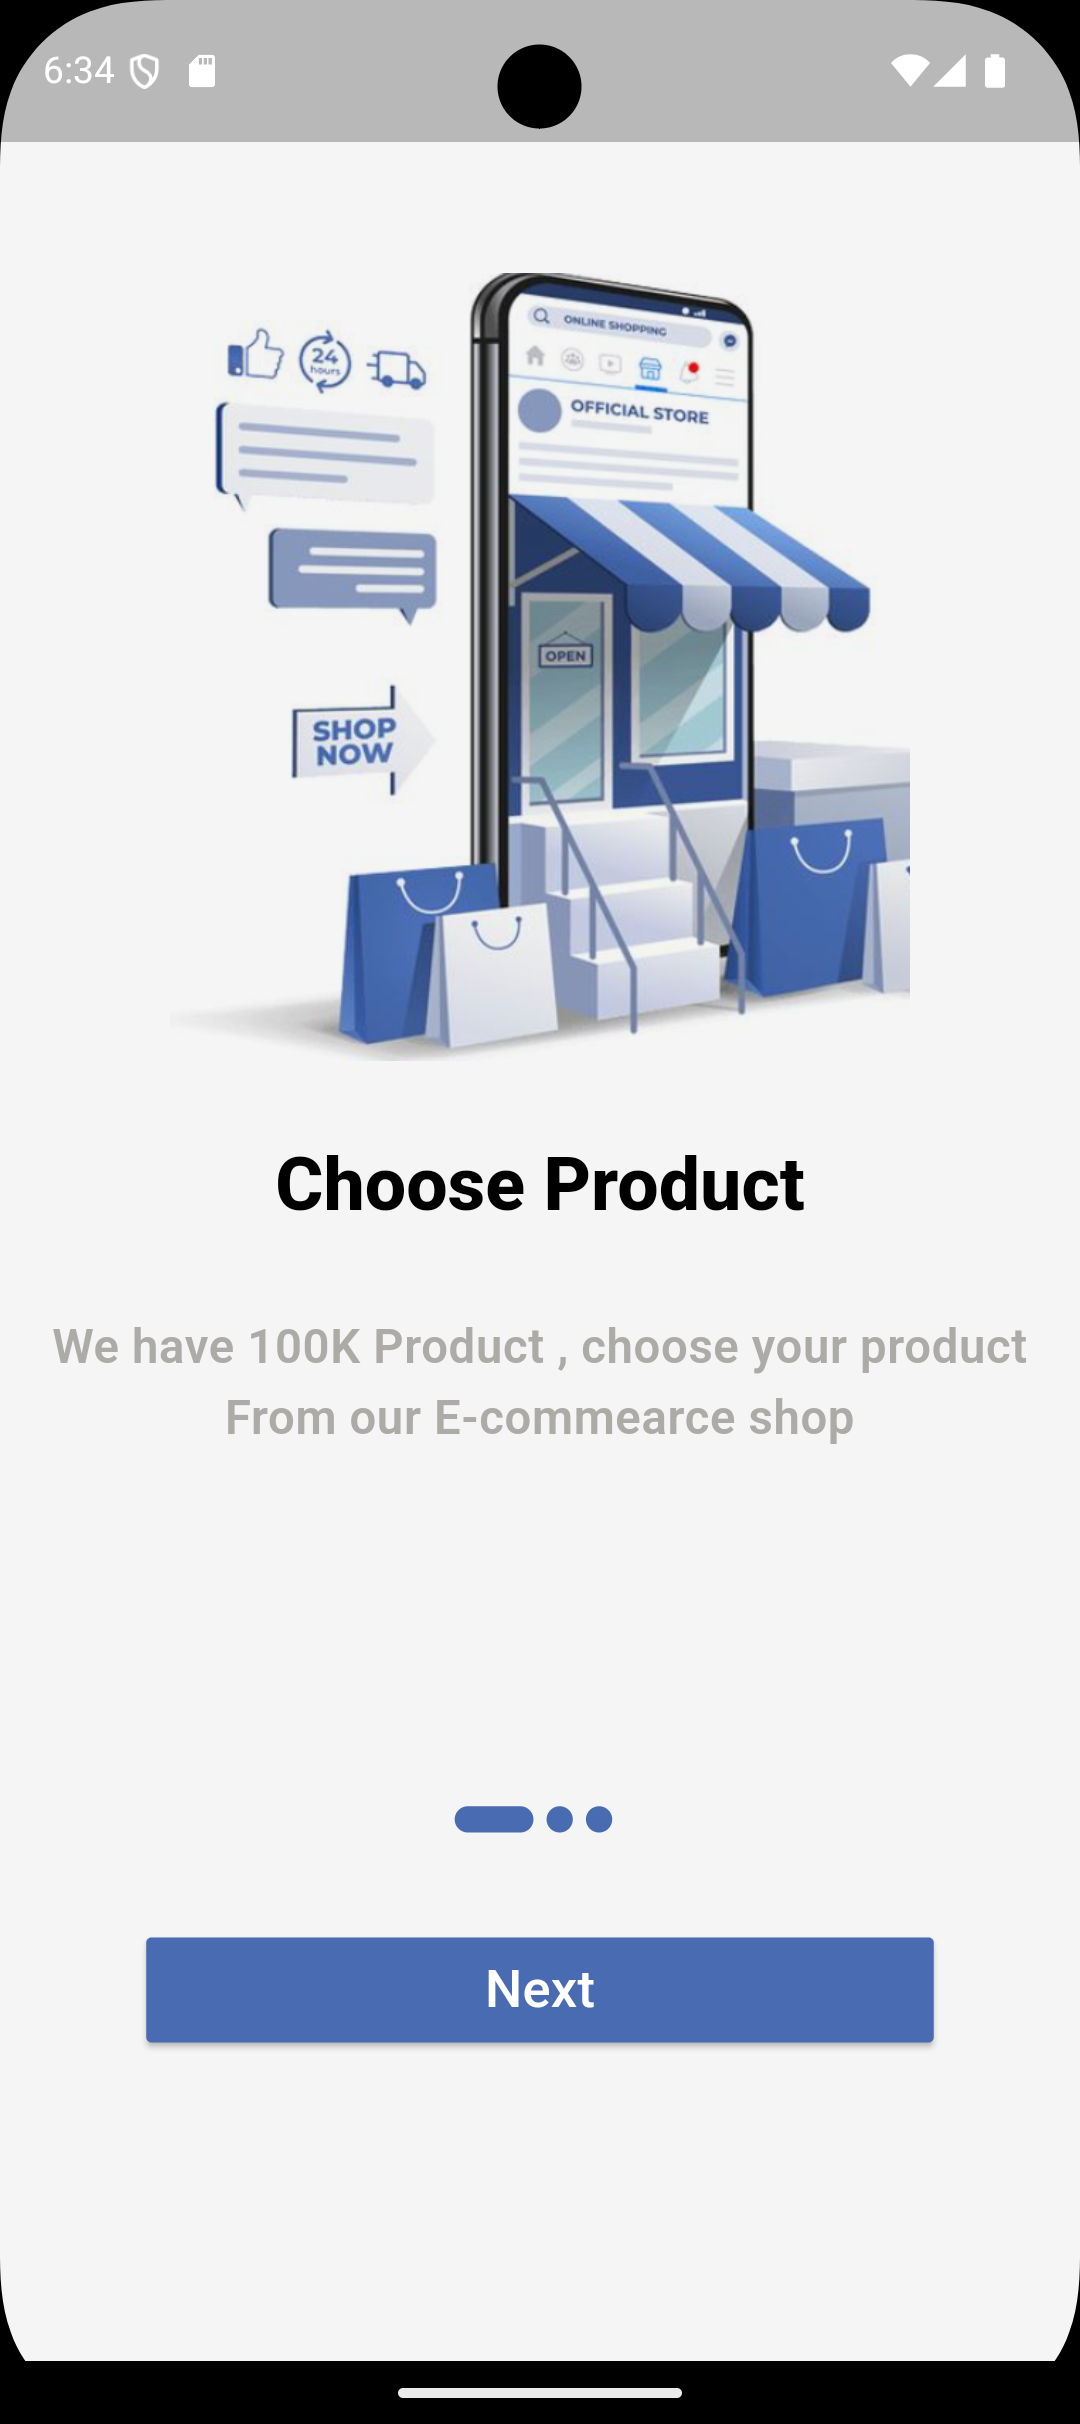 6:34
ONLINE SHOPPING
24
hours
OFFICIAL STORE
OPEN
SHOP
NOW
Choose Product
We have 100K Product , choose your product
From our E-commearce shop
Next